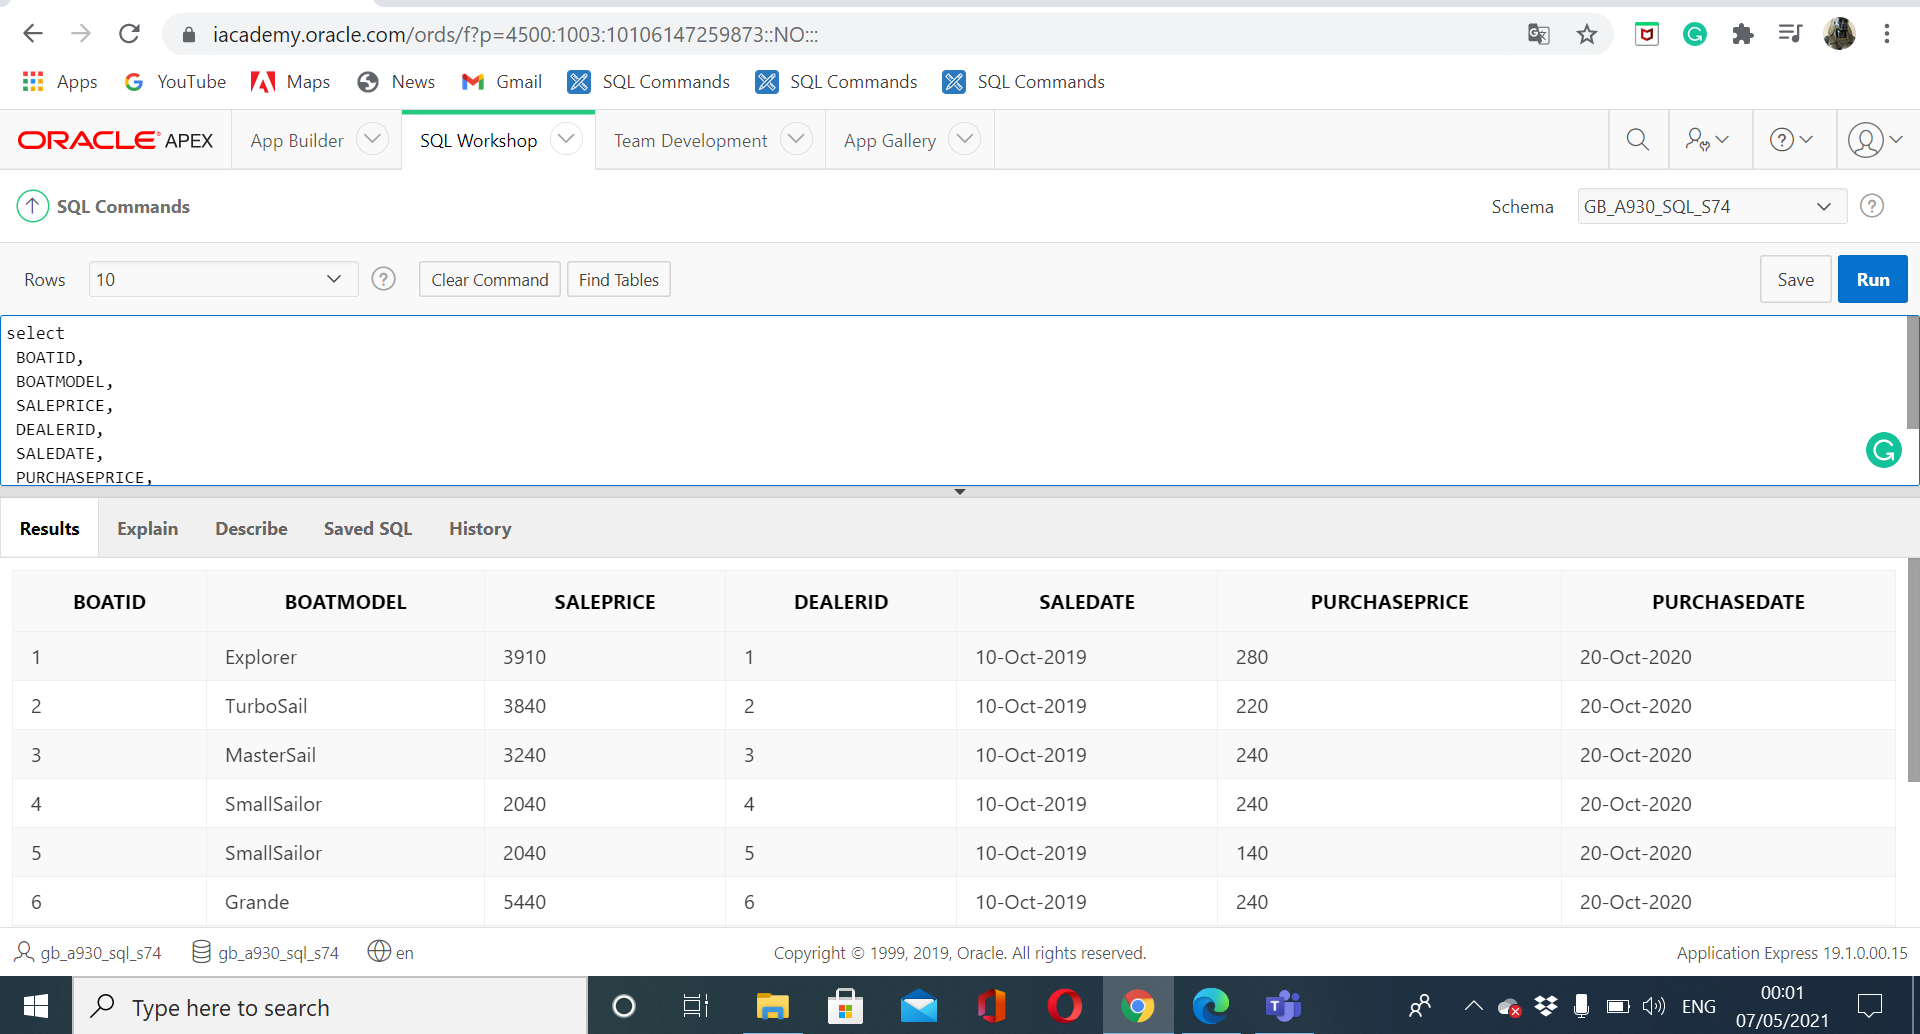 iacademy.oracle.com/ords/f?p=4500:1003:10106147259873::NO:::
Apps YouTube Maps News Gmail SQL Commands SQL Commands SQL Commands
ORACLE APEX App Builder SQL Workshop Team Development App Gallery
SQL Commands Schema GB_A930_SQL_S74
Rows 10 Clear Command Find Tables Save Run
select
BOATID,
BOATMODEL,
SALEPRICE,
DEALERID,
SALEDATE,
PURCHASEPRICE,
Results Explain Describe Saved SQL History
BOATID BOATMODEL SALEPRICE DEALERID SALEDATE PURCHASEPRICE PURCHASEDATE
1 Explorer 3910 1 10-Oct-2019 280 20-Oct-2020
2 TurboSail 3840 2 10-Oct-2019 220 20-Oct-2020
3 MasterSail 3240 3 10-Oct-2019 240 20-Oct-2020
4 SmallSailor 2040 4 10-Oct-2019 240 20-Oct-2020
5 SmallSailor 2040 5 10-Oct-2019 140 20-Oct-2020
6 Grande 5440 6 10-Oct-2019 240 20-Oct-2020
gb_a930_sql_s74 gb_a930_sql_s74 en Copyright © 1999, 2019, Oracle. All rights reserved. Application Express 19.1.0.00.15
Type here to search ENG 00:01
07/05/2021